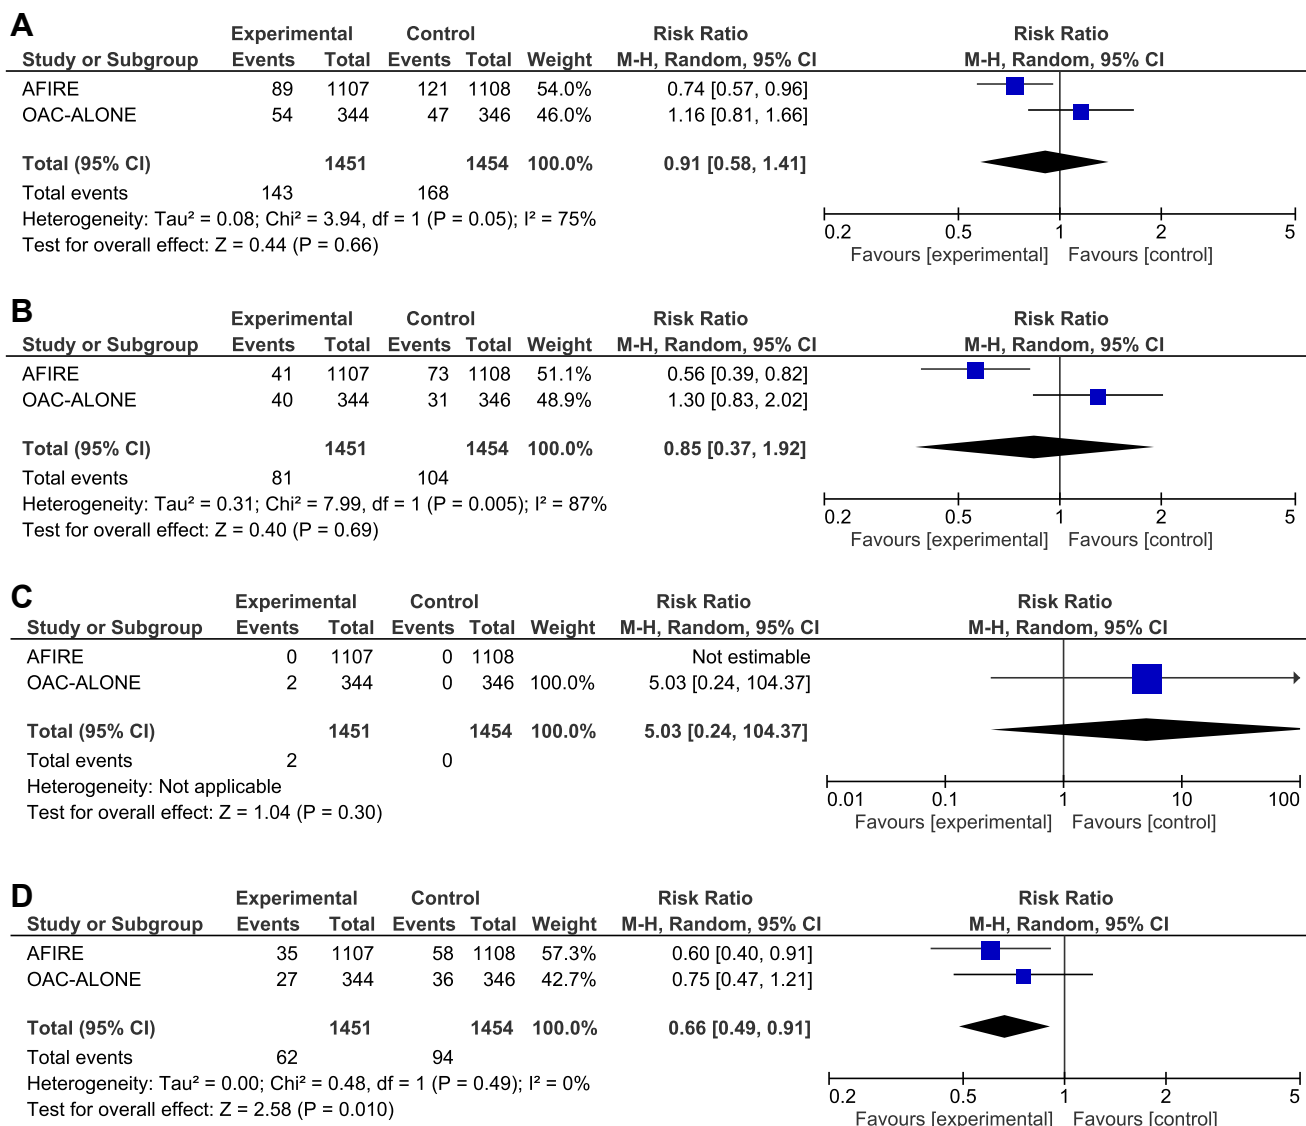 A
Experimental Control Risk Ratio Risk Ratio
Study or Subgroup Events Total Events Total Weight M-H, Random, 95% CI M-H, Random, 95% CI
AFIRE 89 1107 121 1108 54.0% 0.74 [0.57, 0.96]
OAC-ALONE 54 344 47 346 46.0% 1.16 [0.81, 1.66]
Total (95% CI) 1451 1454 100.0% 0.91 [0.58, 1.41]
Total events 143 168
Heterogeneity: Tau² = 0.08; Chi² = 3.94, df = 1 (P = 0.05); I² = 75%
Test for overall effect: Z = 0.44 (P = 0.66)
0.2 0.5 1 2 5
Favours [experimental] Favours [control]
B
Experimental Control Risk Ratio Risk Ratio
Study or Subgroup Events Total Events Total Weight M-H, Random, 95% CI M-H, Random, 95% CI
AFIRE 41 1107 73 1108 51.1% 0.56 [0.39, 0.82]
OAC-ALONE 40 344 31 346 48.9% 1.30 [0.83, 2.02]
Total (95% CI) 1451 1454 100.0% 0.85 [0.37, 1.92]
Total events 81 104
Heterogeneity: Tau² = 0.31; Chi² = 7.99, df = 1 (P = 0.005); I² = 87%
Test for overall effect: Z = 0.40 (P = 0.69)
0.2 0.5 1 2 5
Favours [experimental] Favours [control]
C
Experimental Control Risk Ratio Risk Ratio
Study or Subgroup Events Total Events Total Weight M-H, Random, 95% CI M-H, Random, 95% CI
AFIRE 0 1107 0 1108 Not estimable
OAC-ALONE 2 344 0 346 100.0% 5.03 [0.24, 104.37]
Total (95% CI) 1451 1454 100.0% 5.03 [0.24, 104.37]
Total events 2 0
Heterogeneity: Not applicable
Test for overall effect: Z = 1.04 (P = 0.30)
0.01 0.1 1 10 100
Favours [experimental] Favours [control]
D
Experimental Control Risk Ratio Risk Ratio
Study or Subgroup Events Total Events Total Weight M-H, Random, 95% CI M-H, Random, 95% CI
AFIRE 35 1107 58 1108 57.3% 0.60 [0.40, 0.91]
OAC-ALONE 27 344 36 346 42.7% 0.75 [0.47, 1.21]
Total (95% CI) 1451 1454 100.0% 0.66 [0.49, 0.91]
Total events 62 94
Heterogeneity: Tau² = 0.00; Chi² = 0.48, df = 1 (P = 0.49); I² = 0%
Test for overall effect: Z = 2.58 (P = 0.010)
0.2 0.5 1 2 5
Favours [experimental] Favours [control]